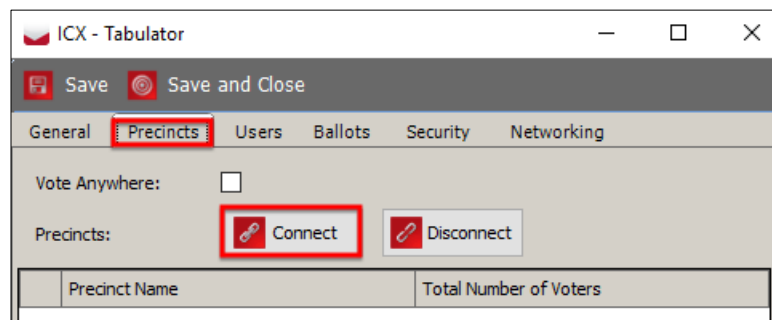 ICX - Tabulator
Save Save and Close
General Precincts Users Ballots Security Networking
Vote Anywhere:
Precincts: Connect Disconnect
Precinct Name Total Number of Voters